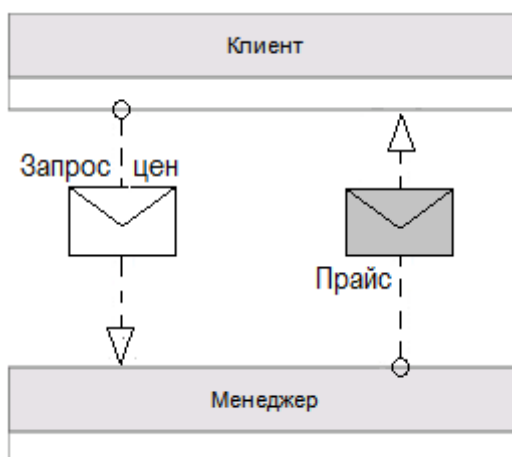 Клиент
Запрос цен
Прайс
Менеджер